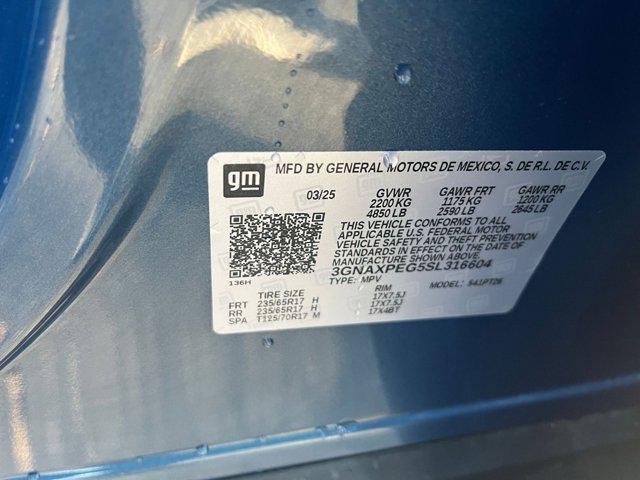 gm
MFD BY GENERAL MOTORS DE MEXICO, S. DE R.L. DE C.V.
03/25 GVWR GAWR FRT GAWR RR
2200 KG 1175 KG 1200 KG
4850 LB 2590 LB 2645 LB
THIS VEHICLE CONFORMS TO ALL
APPLICABLE U.S. FEDERAL MOTOR
VEHICLE SAFETY AND THEFT PREVENTION
STANDARDS IN EFFECT ON THE DATE OF
MANUFACTURE SHOWN ABOVE.
3GNAXPEG5SL316604
136H
TYPE: MPV MODEL: 541PT26
TIRE SIZE RIM
FRT 235/65R17 H 17X7.5J
RR 235/65R17 H 17X7.5J
SPA T125/70R17 M 17X4BT